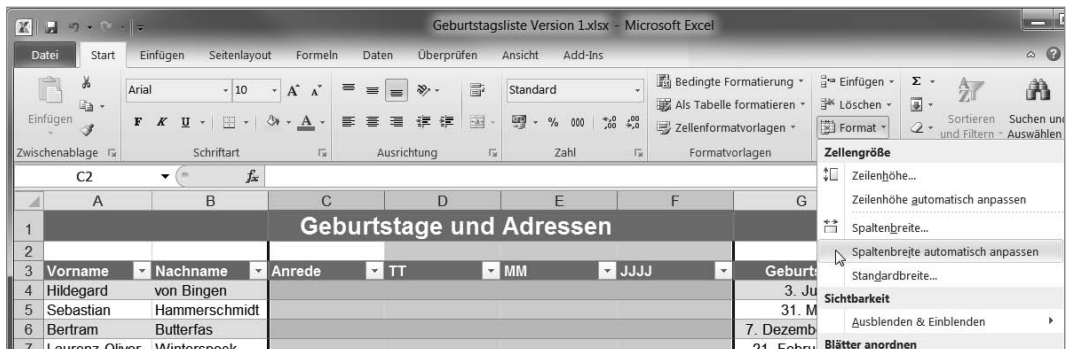 Geburtstagsliste Version 1.xlsx - Microsoft Excel
Datei Start Einfügen Seitenlayout Formeln Daten Überprüfen Ansicht Add-Ins
Einfügen
Arial 10
F K U
Standard
% 000
Bedingte Formatierung
Als Tabelle formatieren
Zellenformatvorlagen
Einfügen
Löschen
Format
Sortieren und Filtern
Suchen und Auswählen
Zwischenablage Schriftart Ausrichtung Zahl Formatvorlagen
C2 fx
A B C D E F G
1 Geburtstage und Adressen
2
3 Vorname Nachname Anrede TT MM JJJJ
4 Hildegard von Bingen 3.
5 Sebastian Hammerschmidt 31.
6 Bertram Butterfas 7.
7
Zellengröße
Zeilenhöhe...
Zeilenhöhe automatisch anpassen
Spaltenbreite...
Spaltenbreite automatisch anpassen
Standardbreite...
Sichtbarkeit
Ausblenden & Einblenden
Blätter anordnen